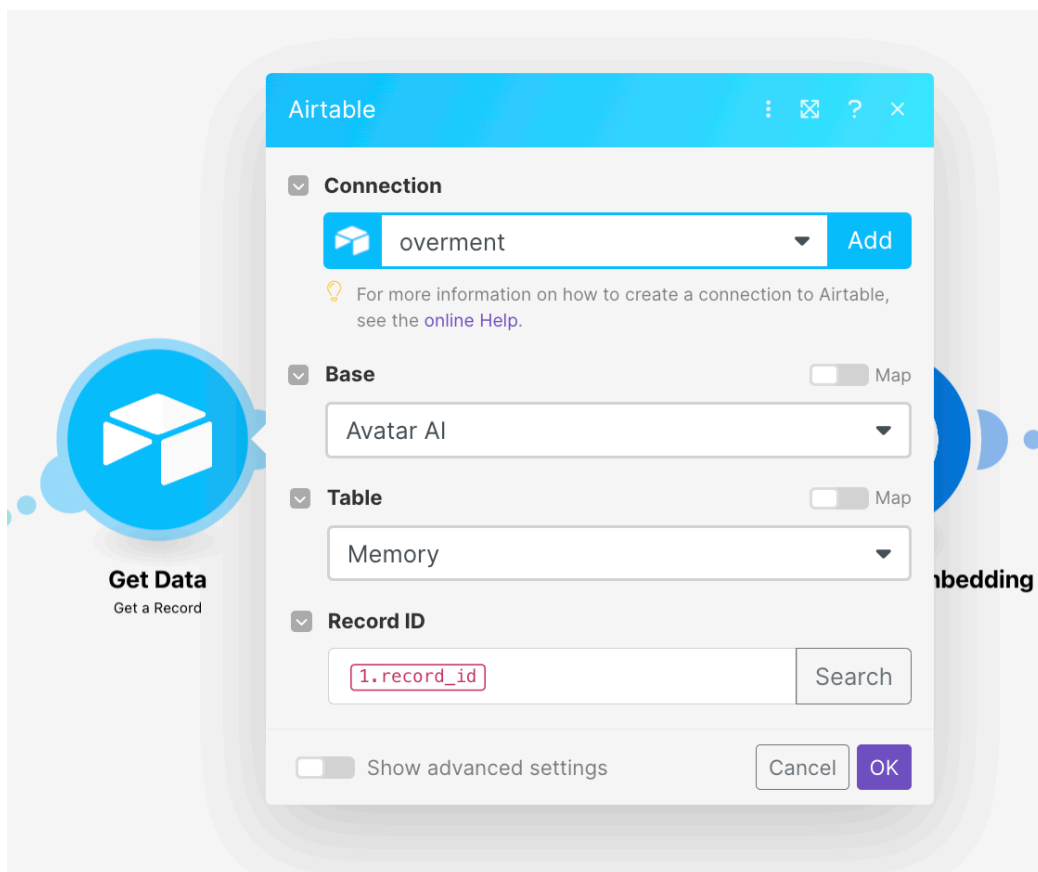 Airtable
?
Connection
overment
Add
For more information on how to create a connection to Airtable,
see the online Help.
Base
Map
Avatar AI
Table
Map
Memory
Record ID
1.record_id
Search
Show advanced settings
Cancel
OK
Get Data
Get a Record